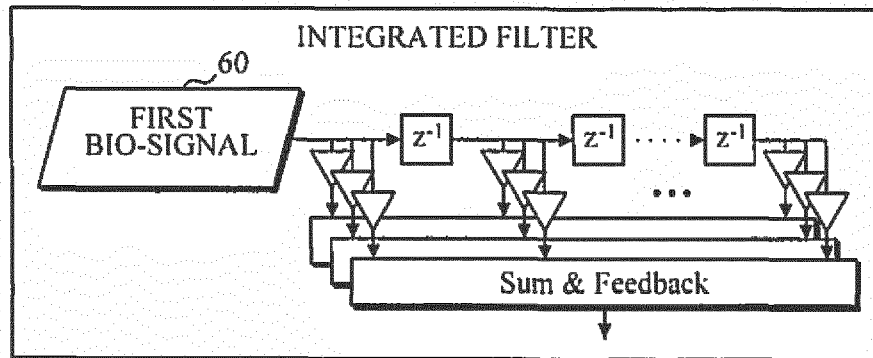 INTEGRATED FILTER
60
FIRST
BIO-SIGNAL
z⁻¹ z⁻¹ ..... z⁻¹
...
Sum & Feedback